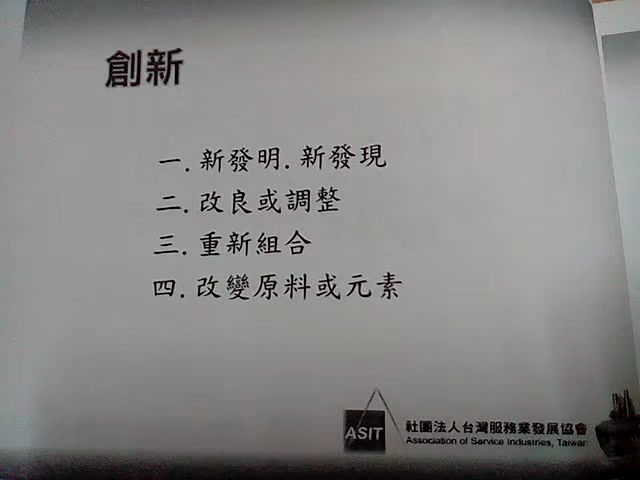 創新
一. 新發明. 新發現
二. 改良或調整
三. 重新組合
四. 改變原料或元素
ASIT
社團法人台灣服務業發展協會
Association of Service Industries, Taiwan